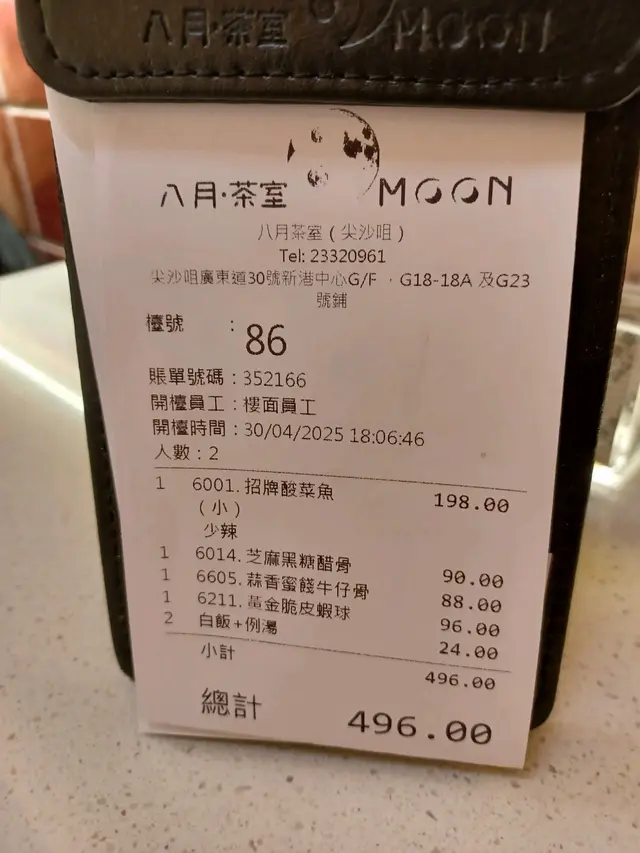 八月·茶室 MOON
八月·茶室 MOON
八月茶室（尖沙咀）
Tel: 23320961
尖沙咀廣東道30號新港中心G/F ，G18-18A 及G23
號鋪
檯號 : 86
賬單號碼：352166
開檯員工：樓面員工
開檯時間：30/04/2025 18:06:46
人數：2
1 6001. 招牌酸菜魚 198.00
（小）
少辣
1 6014. 芝麻黑糖醋骨 90.00
1 6605. 蒜香蜜餞牛仔骨 88.00
1 6211. 黃金脆皮蝦球 96.00
2 白飯+例湯 24.00
小計 496.00
總計 496.00